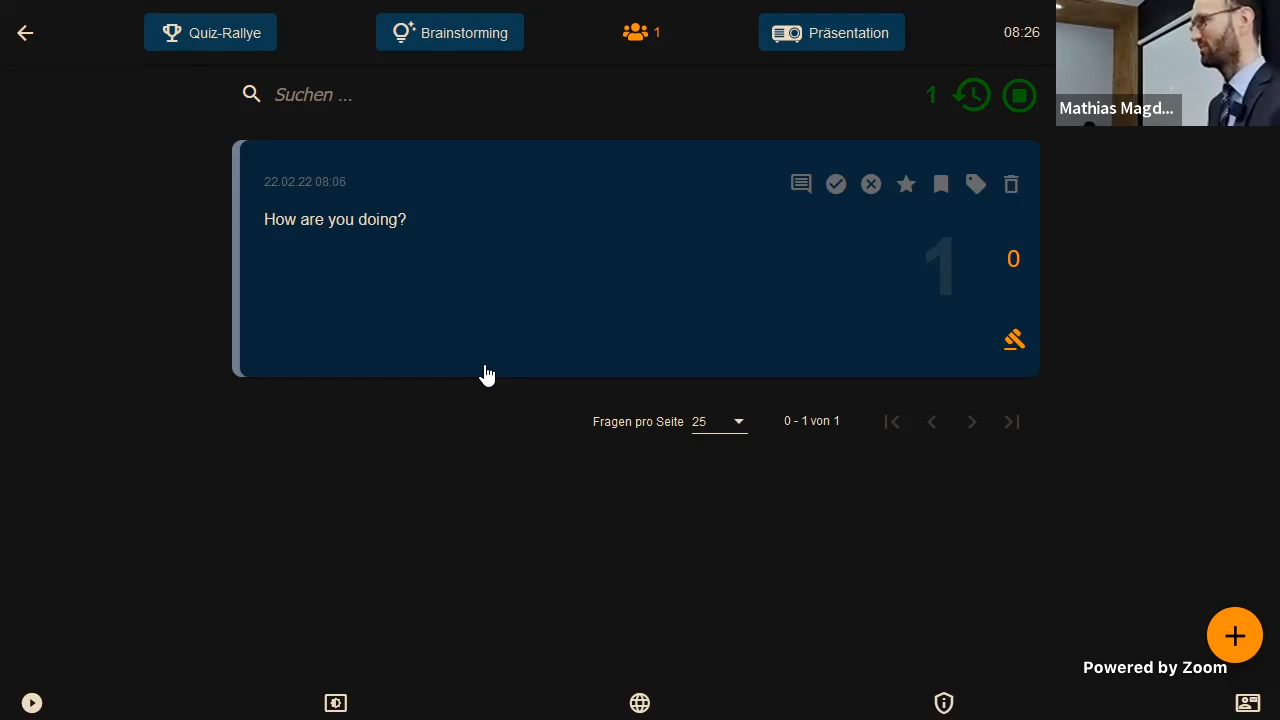 Quiz-Rallye
Brainstorming
1
Präsentation
08:26
Mathias Magd...
Suchen ...
1
22.02.22 08:06
How are you doing?
1
0
Fragen pro Seite 25
0 - 1 von 1
Powered by Zoom